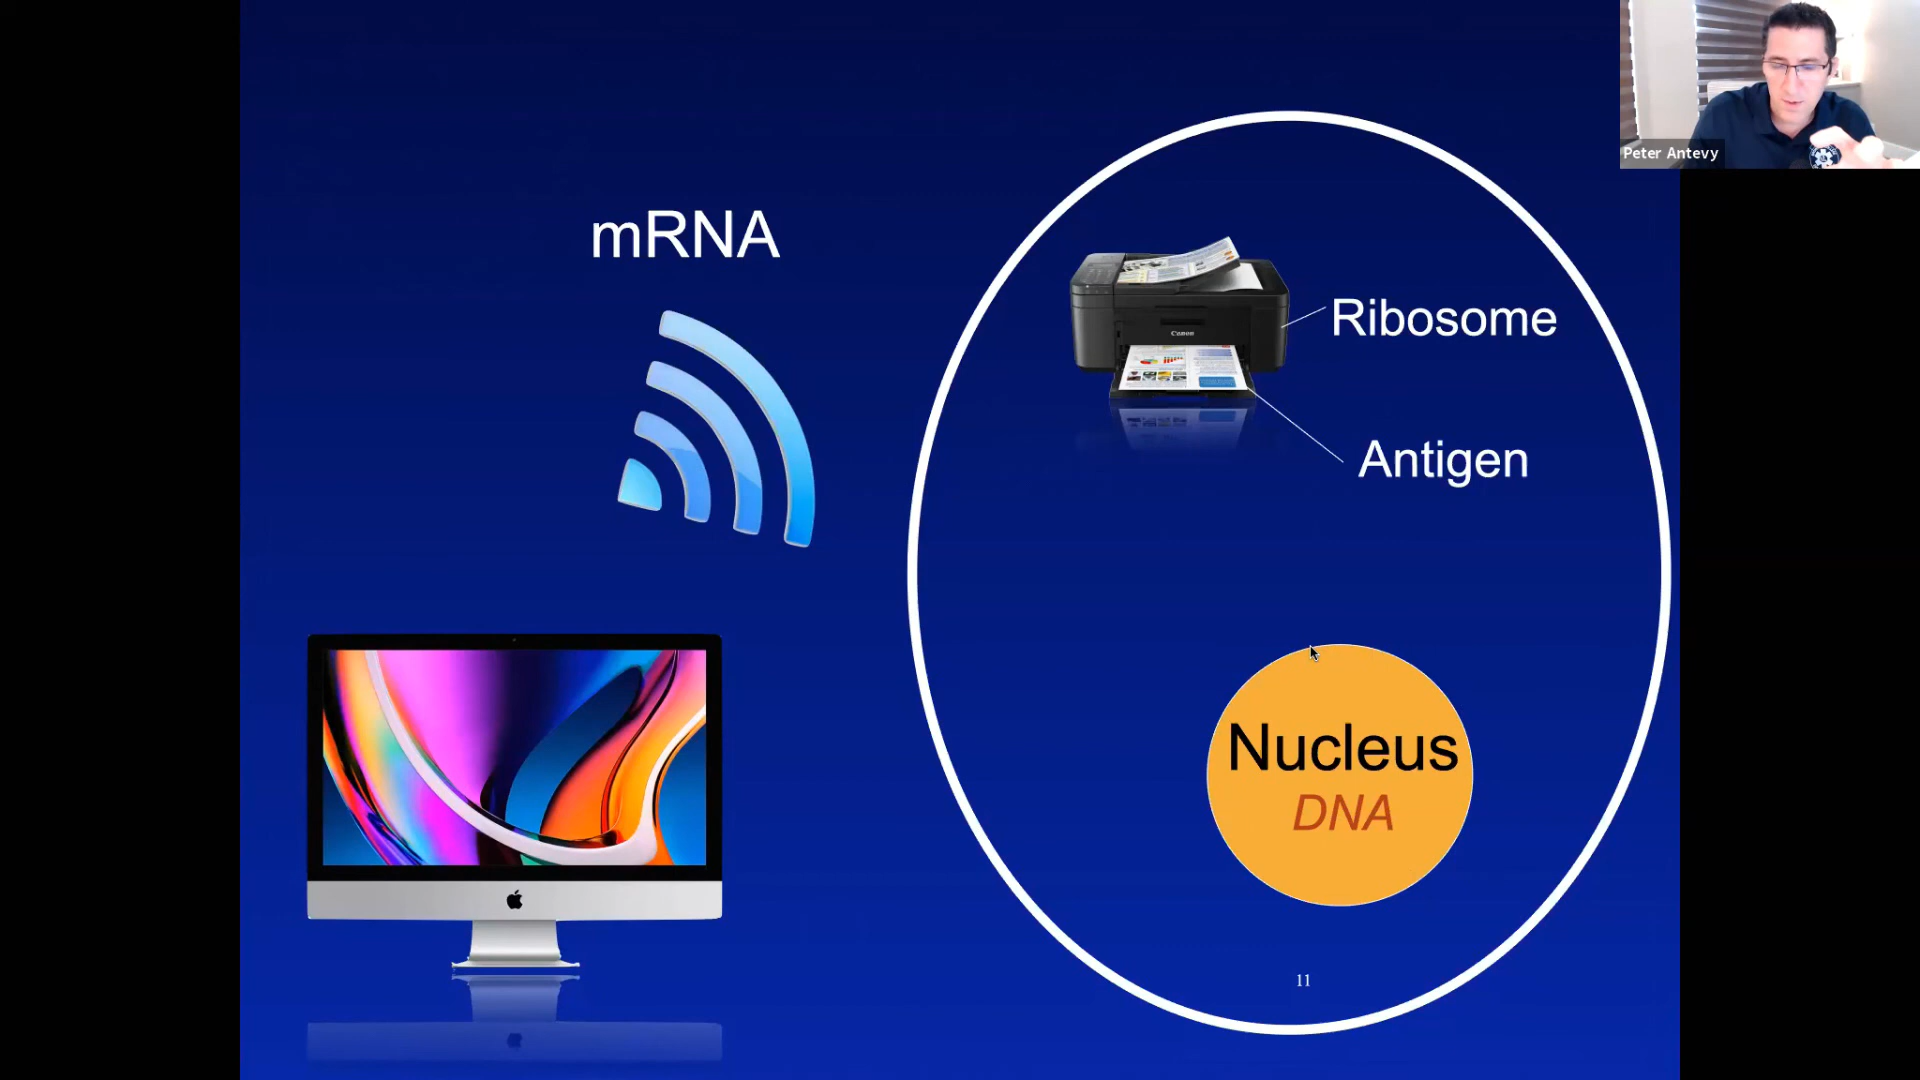 Peter Antevy
mRNA
Canon
Ribosome
Antigen
Nucleus
DNA
11